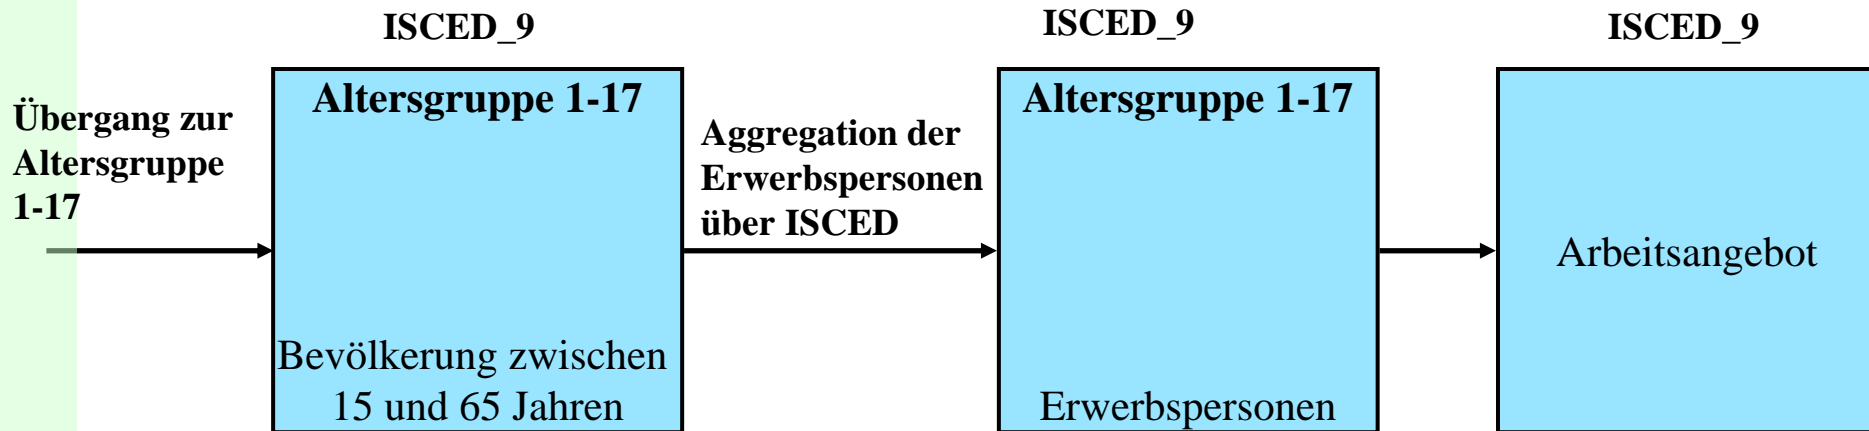 ISCED_9
ISCED_9
ISCED_9
Übergang zur
Altersgruppe
1-17
Altersgruppe 1-17
Bevölkerung zwischen
15 und 65 Jahren
Aggregation der
Erwerbspersonen
über ISCED
Altersgruppe 1-17
Erwerbspersonen
Arbeitsangebot